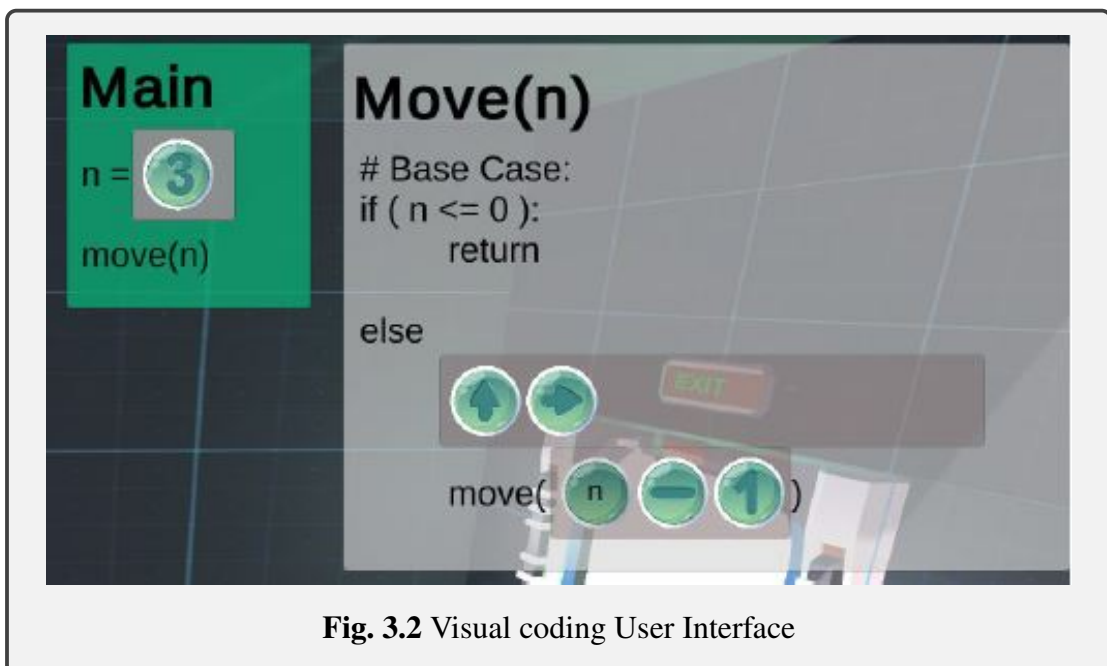 Main
n = 3
move(n)
Move(n)
# Base Case:
if ( n <= 0 ):
return
else
EXIT
move( n − 1 )
Fig. 3.2 Visual coding User Interface